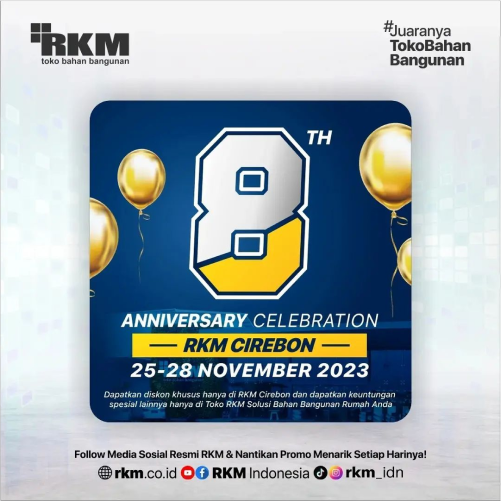 RKM
toko bahan bangunan
#Juaranya
TokoBahan
Bangunan
8TH
ANNIVERSARY CELEBRATION
RKM CIREBON
25-28 NOVEMBER 2023
Dapatkan diskon khusus hanya di RKM Cirebon dan dapatkan keuntungan
spesial lainnya hanya di Toko RKM Solusi Bahan Bangunan Rumah Anda
Follow Media Sosial Resmi RKM & Nantikan Promo Menarik Setiap Harinya!
rkm.co.id RKM Indonesia rkm_idn